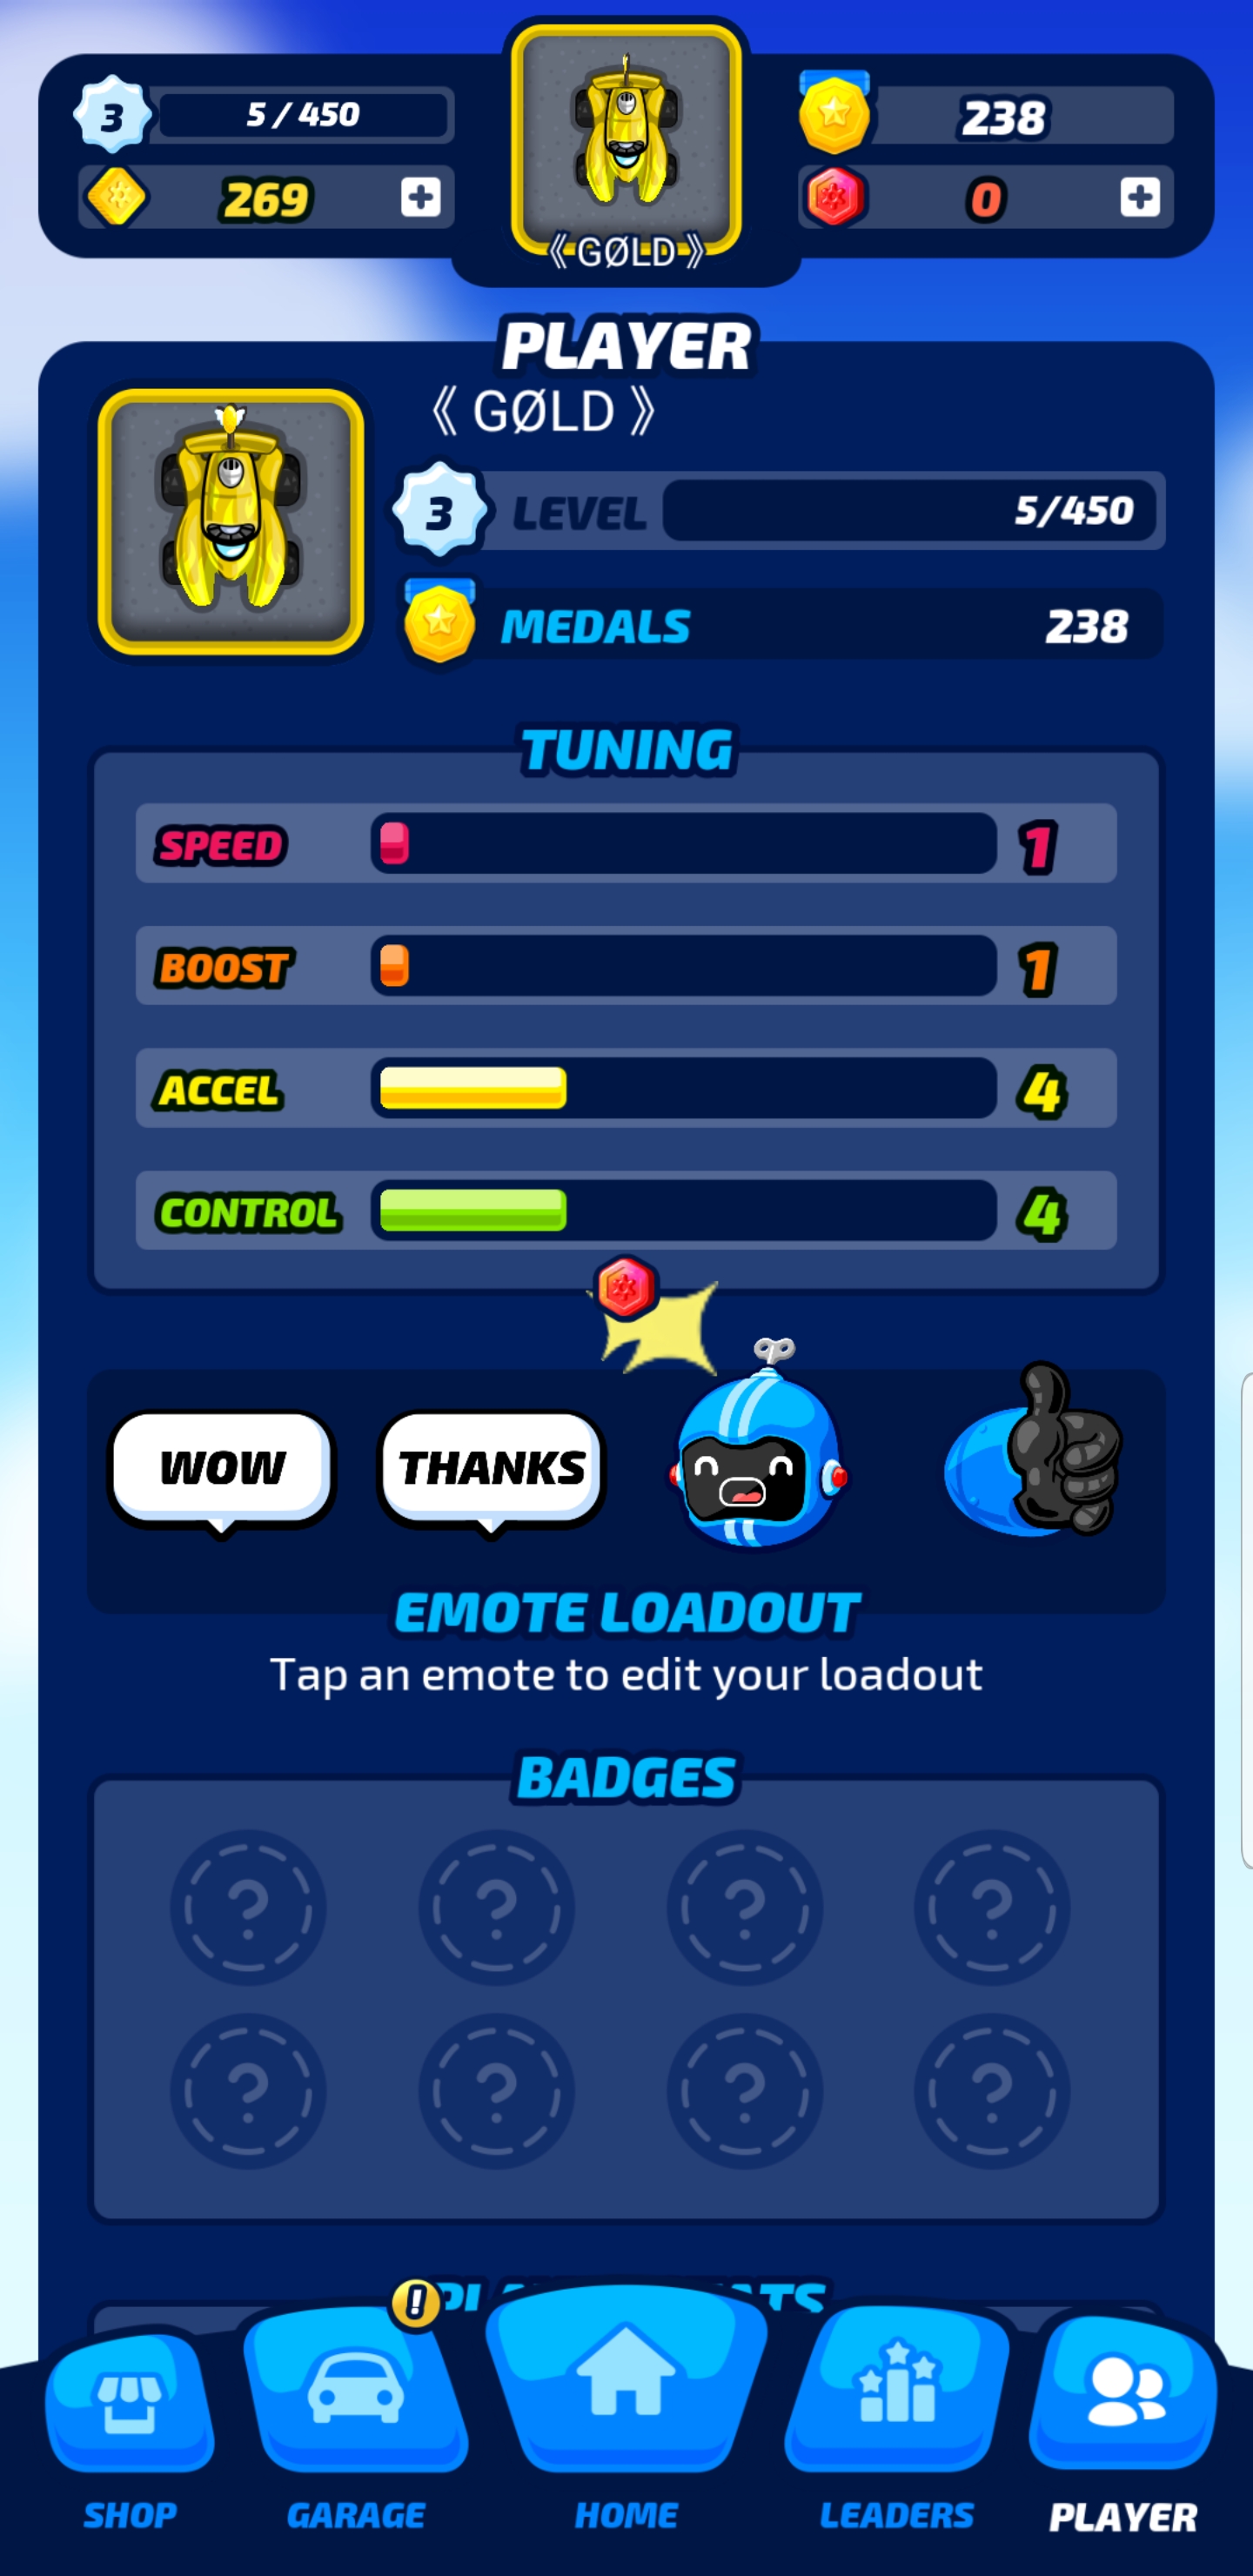 3
5 / 450
238
269
0
《 GØLD 》
PLAYER
《 GØLD 》
3 LEVEL 5/450
MEDALS 238
TUNING
SPEED 1
BOOST 1
ACCEL 4
CONTROL 4
WOW THANKS
EMOTE LOADOUT
Tap an emote to edit your loadout
BADGES
? ? ? ?
? ? ? ?
!
SHOP GARAGE HOME LEADERS PLAYER